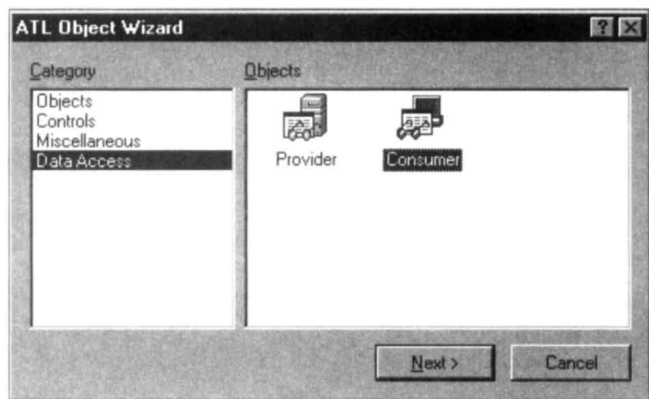 ATL Object Wizard
Category
Objects
Objects
Controls
Miscellaneous
Data Access
Provider
Consumer
Next >
Cancel